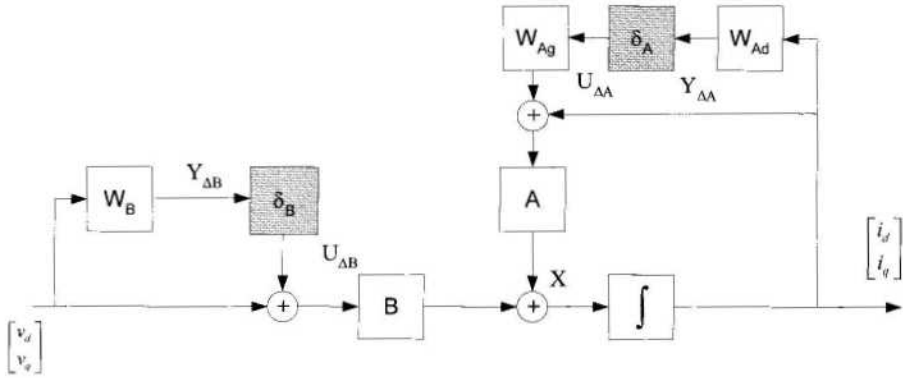 W_Ag δ_A W_Ad
U_ΔA Y_ΔA
+
W_B Y_ΔB δ_B A
U_ΔB
X
[i_d
i_q]
+ B + ∫
[v_d
v_q]